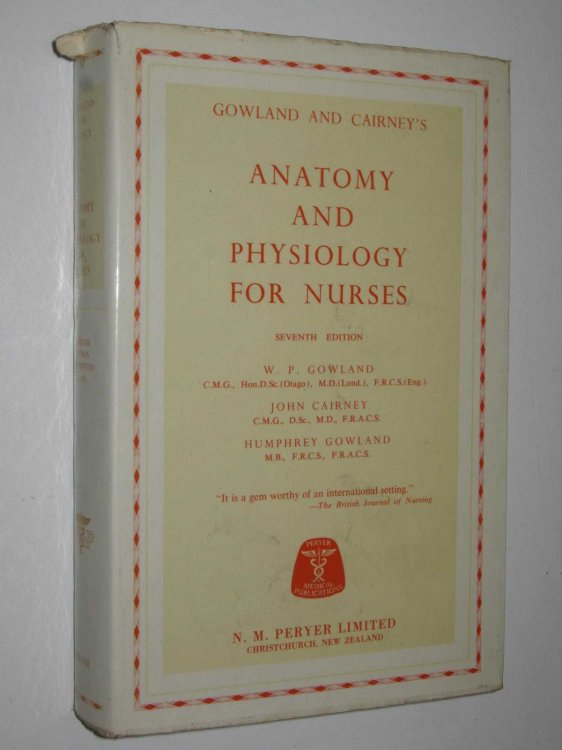 GOWLAND AND CAIRNEY'S
ANATOMY
AND
PHYSIOLOGY
FOR NURSES
SEVENTH EDITION
W. P. GOWLAND
C.M.G., Hon.D.Sc.(Otago), M.D.(Lond.), F.R.C.S.(Eng.)
JOHN CAIRNEY
C.M.G., D.Sc., M.D., F.R.A.C.S.
HUMPHREY GOWLAND
M.B., F.R.C.S., F.R.A.C.S.
"It is a gem worthy of an international setting."
—The British Journal of Nursing
PERYER
MEDICAL
PUBLICATIONS
N. M. PERYER LIMITED
CHRISTCHURCH, NEW ZEALAND